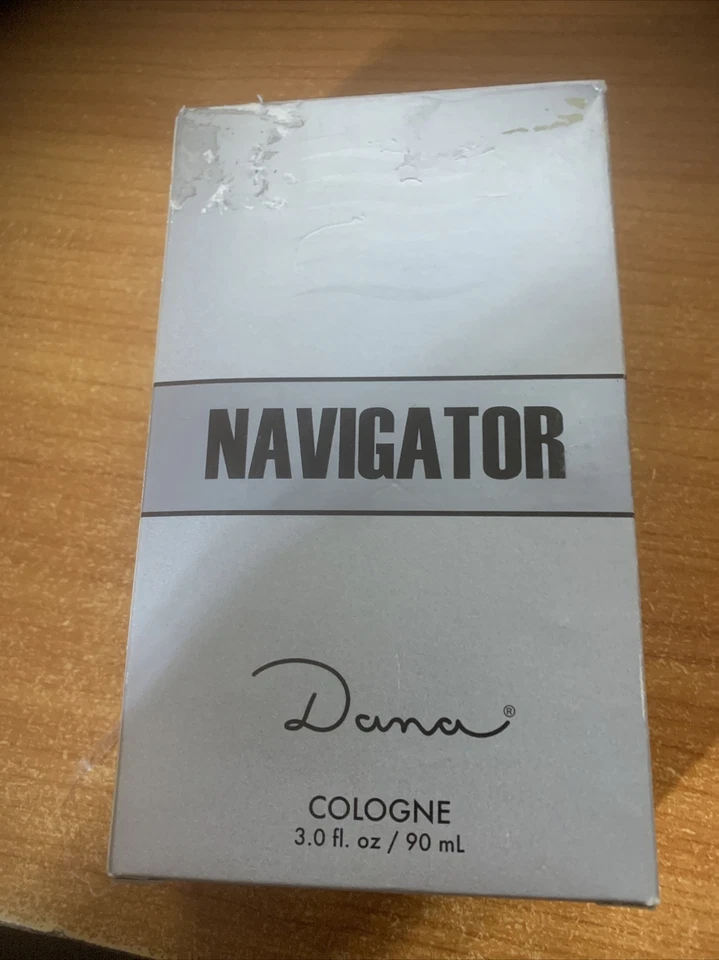 NAVIGATOR
Dana®
COLOGNE
3.0 fl. oz / 90 mL